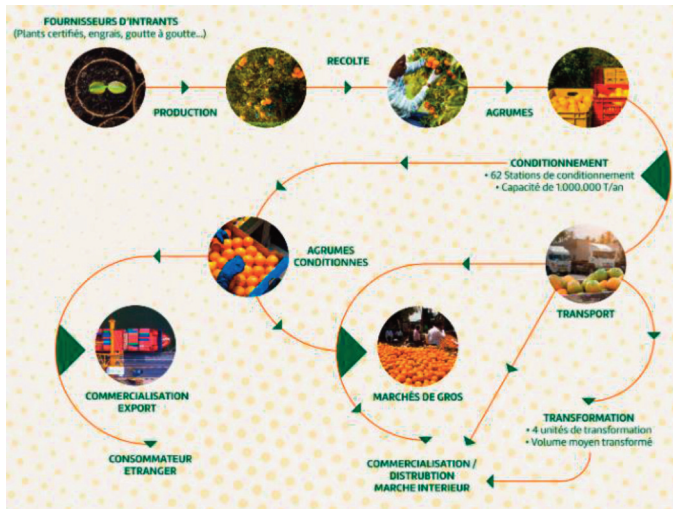 FOURNISSEURS D'INTRANTS
(Plants certifiés, engrais, goutte à goutte...)
PRODUCTION
RECOLTE
AGRUMES
CONDITIONNEMENT
• 62 Stations de conditionnement
• Capacité de 1.000.000 T/an
AGRUMES
CONDITIONNES
TRANSPORT
COMMERCIALISATION
EXPORT
MARCHÉS DE GROS
CONSOMMATEUR
ETRANGER
TRANSFORMATION
• 4 unités de transformation
• Volume moyen transformé
COMMERCIALISATION /
DISTRUBTION
MARCHE INTERIEUR